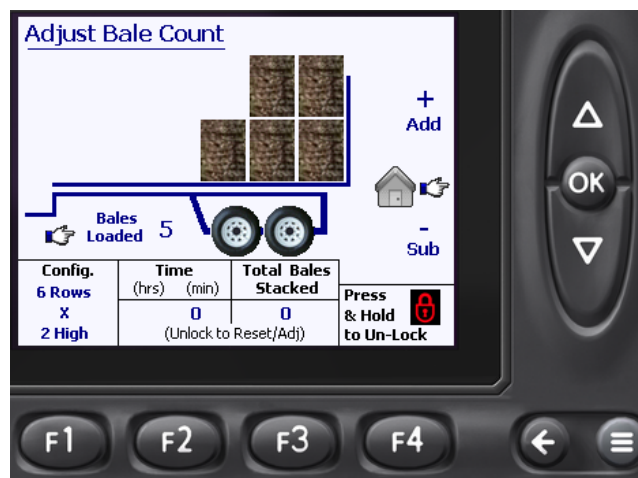 Adjust Bale Count
+
Add
OK
Bales
Loaded 5
-
Sub
Config.
6 Rows
X
2 High
Time
(hrs) (min)
0
Total Bales
Stacked
0
(Unlock to Reset/Adj)
Press
& Hold
to Un-Lock
F1
F2
F3
F4